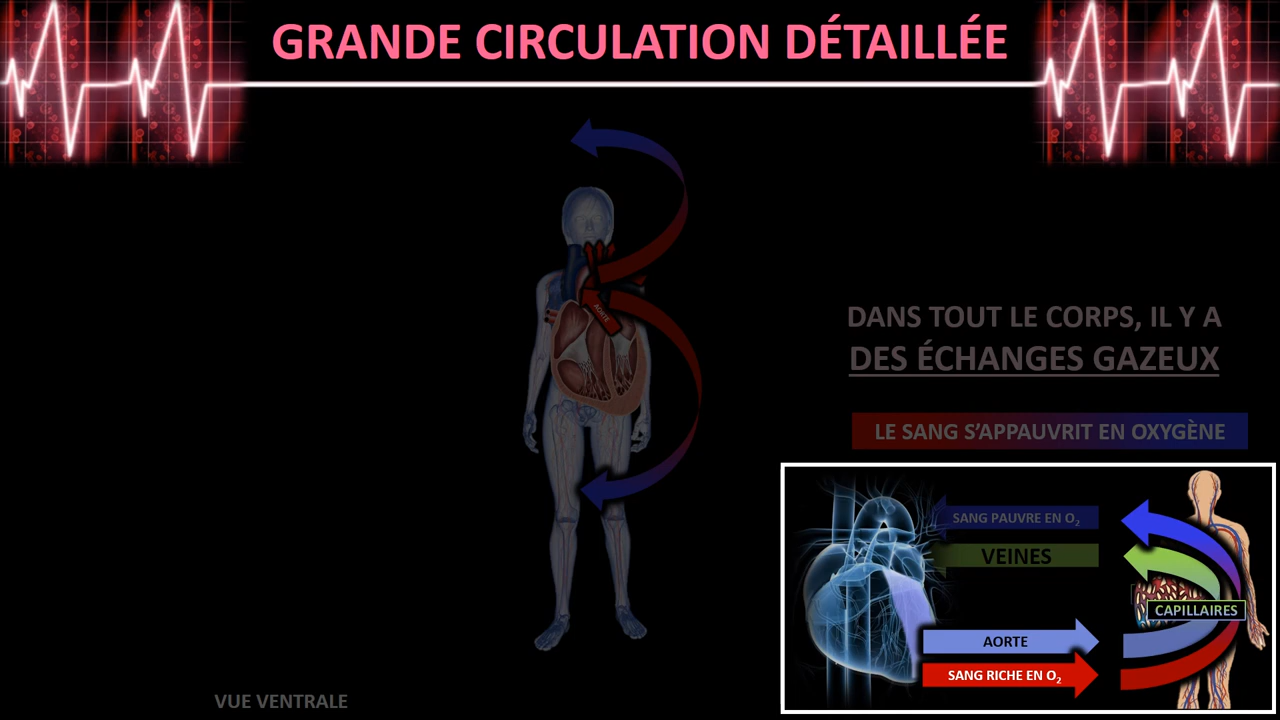 GRANDE CIRCULATION DÉTAILLÉE
AORTE
DANS TOUT LE CORPS, IL Y A
DES ÉCHANGES GAZEUX
LE SANG S’APPAUVRIT EN OXYGÈNE
SANG PAUVRE EN O₂
VEINES
CAPILLAIRES
AORTE
SANG RICHE EN O₂
VUE VENTRALE